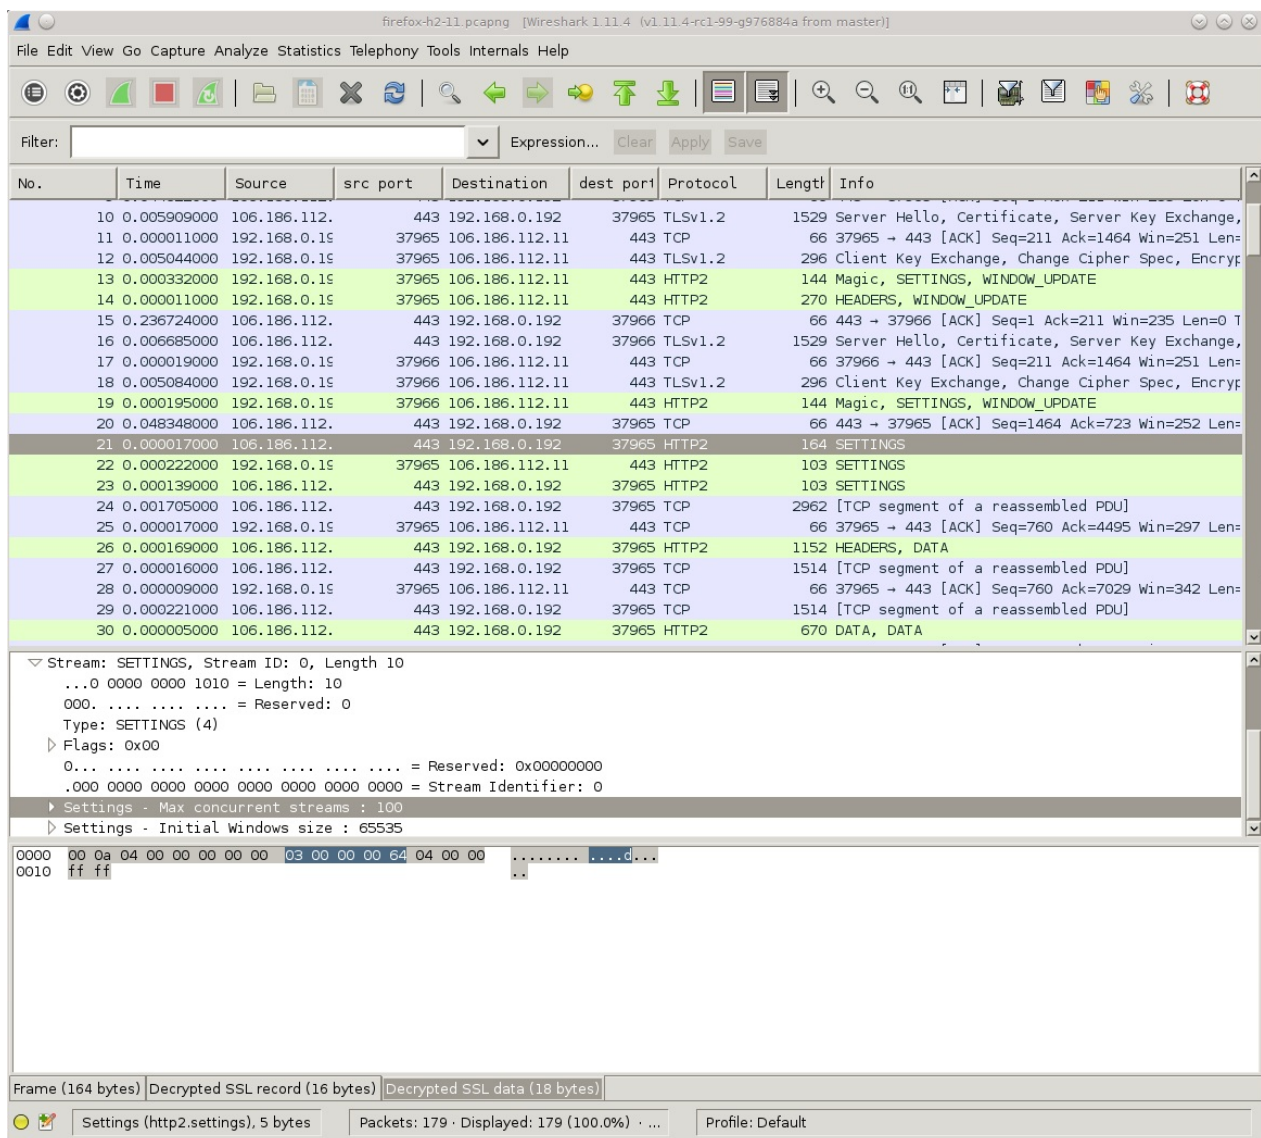 firefox-h2-11.pcapng [Wireshark 1.11.4 (v1.11.4-rc1-99-g976884a from master)]
File Edit View Go Capture Analyze Statistics Telephony Tools Internals Help
Filter: Expression... Clear Apply Save
No. Time Source src port Destination dest port Protocol Length Info
10 0.005909000 106.186.112. 443 192.168.0.192 37965 TLSv1.2 1529 Server Hello, Certificate, Server Key Exchange,
11 0.000011000 192.168.0.19 37965 106.186.112.11 443 TCP 66 37965 → 443 [ACK] Seq=211 Ack=1464 Win=251 Len=
12 0.005044000 192.168.0.19 37965 106.186.112.11 443 TLSv1.2 296 Client Key Exchange, Change Cipher Spec, Encryp
13 0.000332000 192.168.0.19 37965 106.186.112.11 443 HTTP2 144 Magic, SETTINGS, WINDOW_UPDATE
14 0.000011000 192.168.0.19 37965 106.186.112.11 443 HTTP2 270 HEADERS, WINDOW_UPDATE
15 0.236724000 106.186.112. 443 192.168.0.192 37966 TCP 66 443 → 37966 [ACK] Seq=1 Ack=211 Win=235 Len=0 T
16 0.006685000 106.186.112. 443 192.168.0.192 37966 TLSv1.2 1529 Server Hello, Certificate, Server Key Exchange,
17 0.000019000 192.168.0.19 37966 106.186.112.11 443 TCP 66 37966 → 443 [ACK] Seq=211 Ack=1464 Win=251 Len=
18 0.005084000 192.168.0.19 37966 106.186.112.11 443 TLSv1.2 296 Client Key Exchange, Change Cipher Spec, Encryp
19 0.000195000 192.168.0.19 37966 106.186.112.11 443 HTTP2 144 Magic, SETTINGS, WINDOW_UPDATE
20 0.048348000 106.186.112. 443 192.168.0.192 37965 TCP 66 443 → 37965 [ACK] Seq=1464 Ack=723 Win=252 Len=
21 0.000017000 106.186.112. 443 192.168.0.192 37965 HTTP2 164 SETTINGS
22 0.000222000 192.168.0.19 37965 106.186.112.11 443 HTTP2 103 SETTINGS
23 0.000139000 106.186.112. 443 192.168.0.192 37965 HTTP2 103 SETTINGS
24 0.001705000 106.186.112. 443 192.168.0.192 37965 TCP 2962 [TCP segment of a reassembled PDU]
25 0.000017000 192.168.0.19 37965 106.186.112.11 443 TCP 66 37965 → 443 [ACK] Seq=760 Ack=4495 Win=297 Len=
26 0.000169000 106.186.112. 443 192.168.0.192 37965 HTTP2 1152 HEADERS, DATA
27 0.000016000 106.186.112. 443 192.168.0.192 37965 TCP 1514 [TCP segment of a reassembled PDU]
28 0.000009000 192.168.0.19 37965 106.186.112.11 443 TCP 66 37965 → 443 [ACK] Seq=760 Ack=7029 Win=342 Len=
29 0.000221000 106.186.112. 443 192.168.0.192 37965 TCP 1514 [TCP segment of a reassembled PDU]
30 0.000005000 106.186.112. 443 192.168.0.192 37965 HTTP2 670 DATA, DATA
Stream: SETTINGS, Stream ID: 0, Length 10
...0 0000 0000 1010 = Length: 10
000. .... .... .... = Reserved: 0
Type: SETTINGS (4)
Flags: 0x00
0... .... .... .... .... .... .... .... = Reserved: 0x00000000
.000 0000 0000 0000 0000 0000 0000 0000 = Stream Identifier: 0
Settings - Max concurrent streams : 100
Settings - Initial Windows size : 65535
0000 00 0a 04 00 00 00 00 00 03 00 00 00 64 04 00 00 ........ ....d...
0010 ff ff ..
Frame (164 bytes) Decrypted SSL record (16 bytes) Decrypted SSL data (18 bytes)
Settings (http2.settings), 5 bytes Packets: 179 · Displayed: 179 (100.0%) · ... Profile: Default